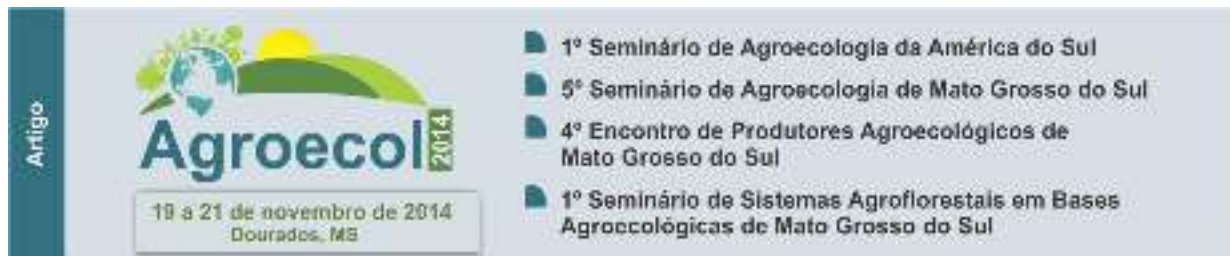 Artigo
Agroecol 2014
19 a 21 de novembro de 2014
Dourados, MS
1º Seminário de Agroecologia da América do Sul
5º Seminário de Agroecologia de Mato Grosso do Sul
4º Encontro de Produtores Agroecológicos de
Mato Grosso do Sul
1º Seminário de Sistemas Agroflorestais em Bases
Agroecológicas de Mato Grosso do Sul